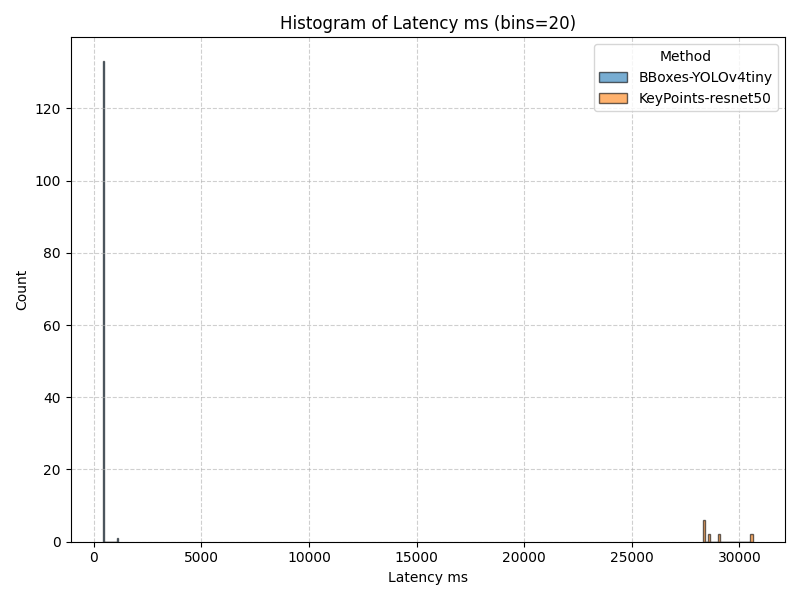 Histogram of Latency ms (bins=20)
Method
BBoxes-YOLOv4tiny
KeyPoints-resnet50
120
100
80
60
40
20
0
Count
0 5000 10000 15000 20000 25000 30000
Latency ms